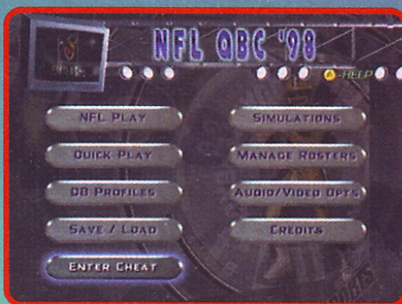 NFL QBC '98
A -HELP
NFL PLAY
SIMULATIONS
QUICK PLAY
MANAGE ROSTERS
QB PROFILES
AUDIO/VIDEO OPTS
SAVE / LOAD
CREDITS
ENTER CHEAT